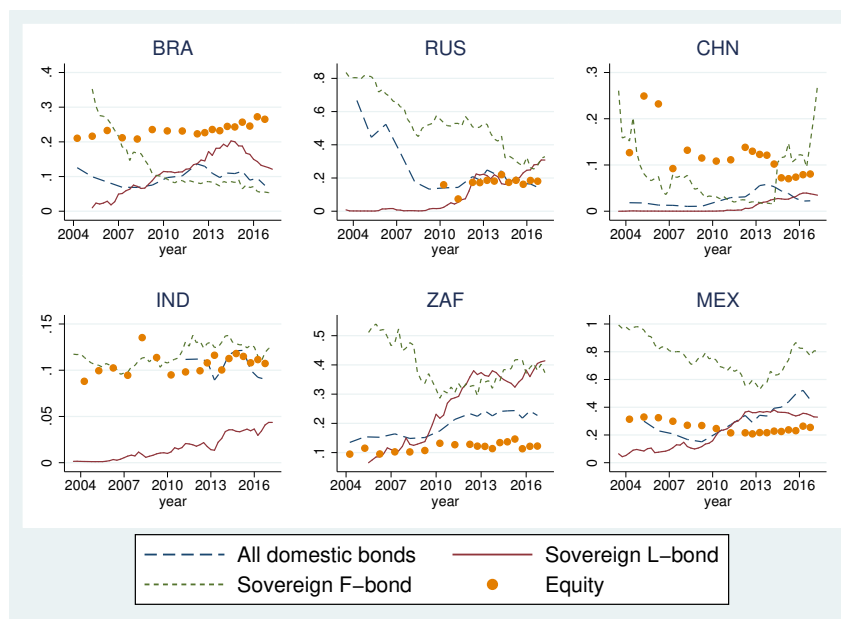 BRA
RUS
CHN
.4
.3
.2
.1
0
2004 2007 2010 2013 2016
year
.8
.6
.4
.2
0
2004 2007 2010 2013 2016
year
.3
.2
.1
0
2004 2007 2010 2013 2016
year
IND
ZAF
MEX
.15
.1
.05
0
2004 2007 2010 2013 2016
year
.5
.4
.3
.2
.1
2004 2007 2010 2013 2016
year
1
.8
.6
.4
.2
0
2004 2007 2010 2013 2016
year
All domestic bonds
Sovereign L−bond
Sovereign F−bond
Equity